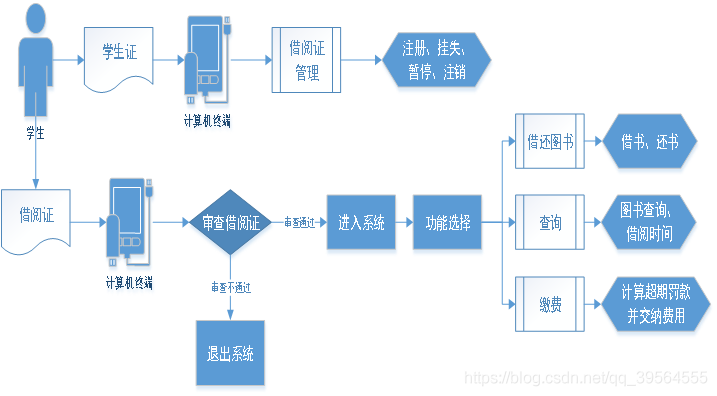 学生证
借阅证
管理
注册、挂失、
暂停、注销
计算机终端
学生
借阅证
计算机终端
审查借阅证
审查通过
进入系统
功能选择
借还图书
借书、还书
查询
图书查询、
借阅时间
缴费
计算超期罚款
并交纳费用
审查不通过
退出系统
https://blog.csdn.net/qq_39564555